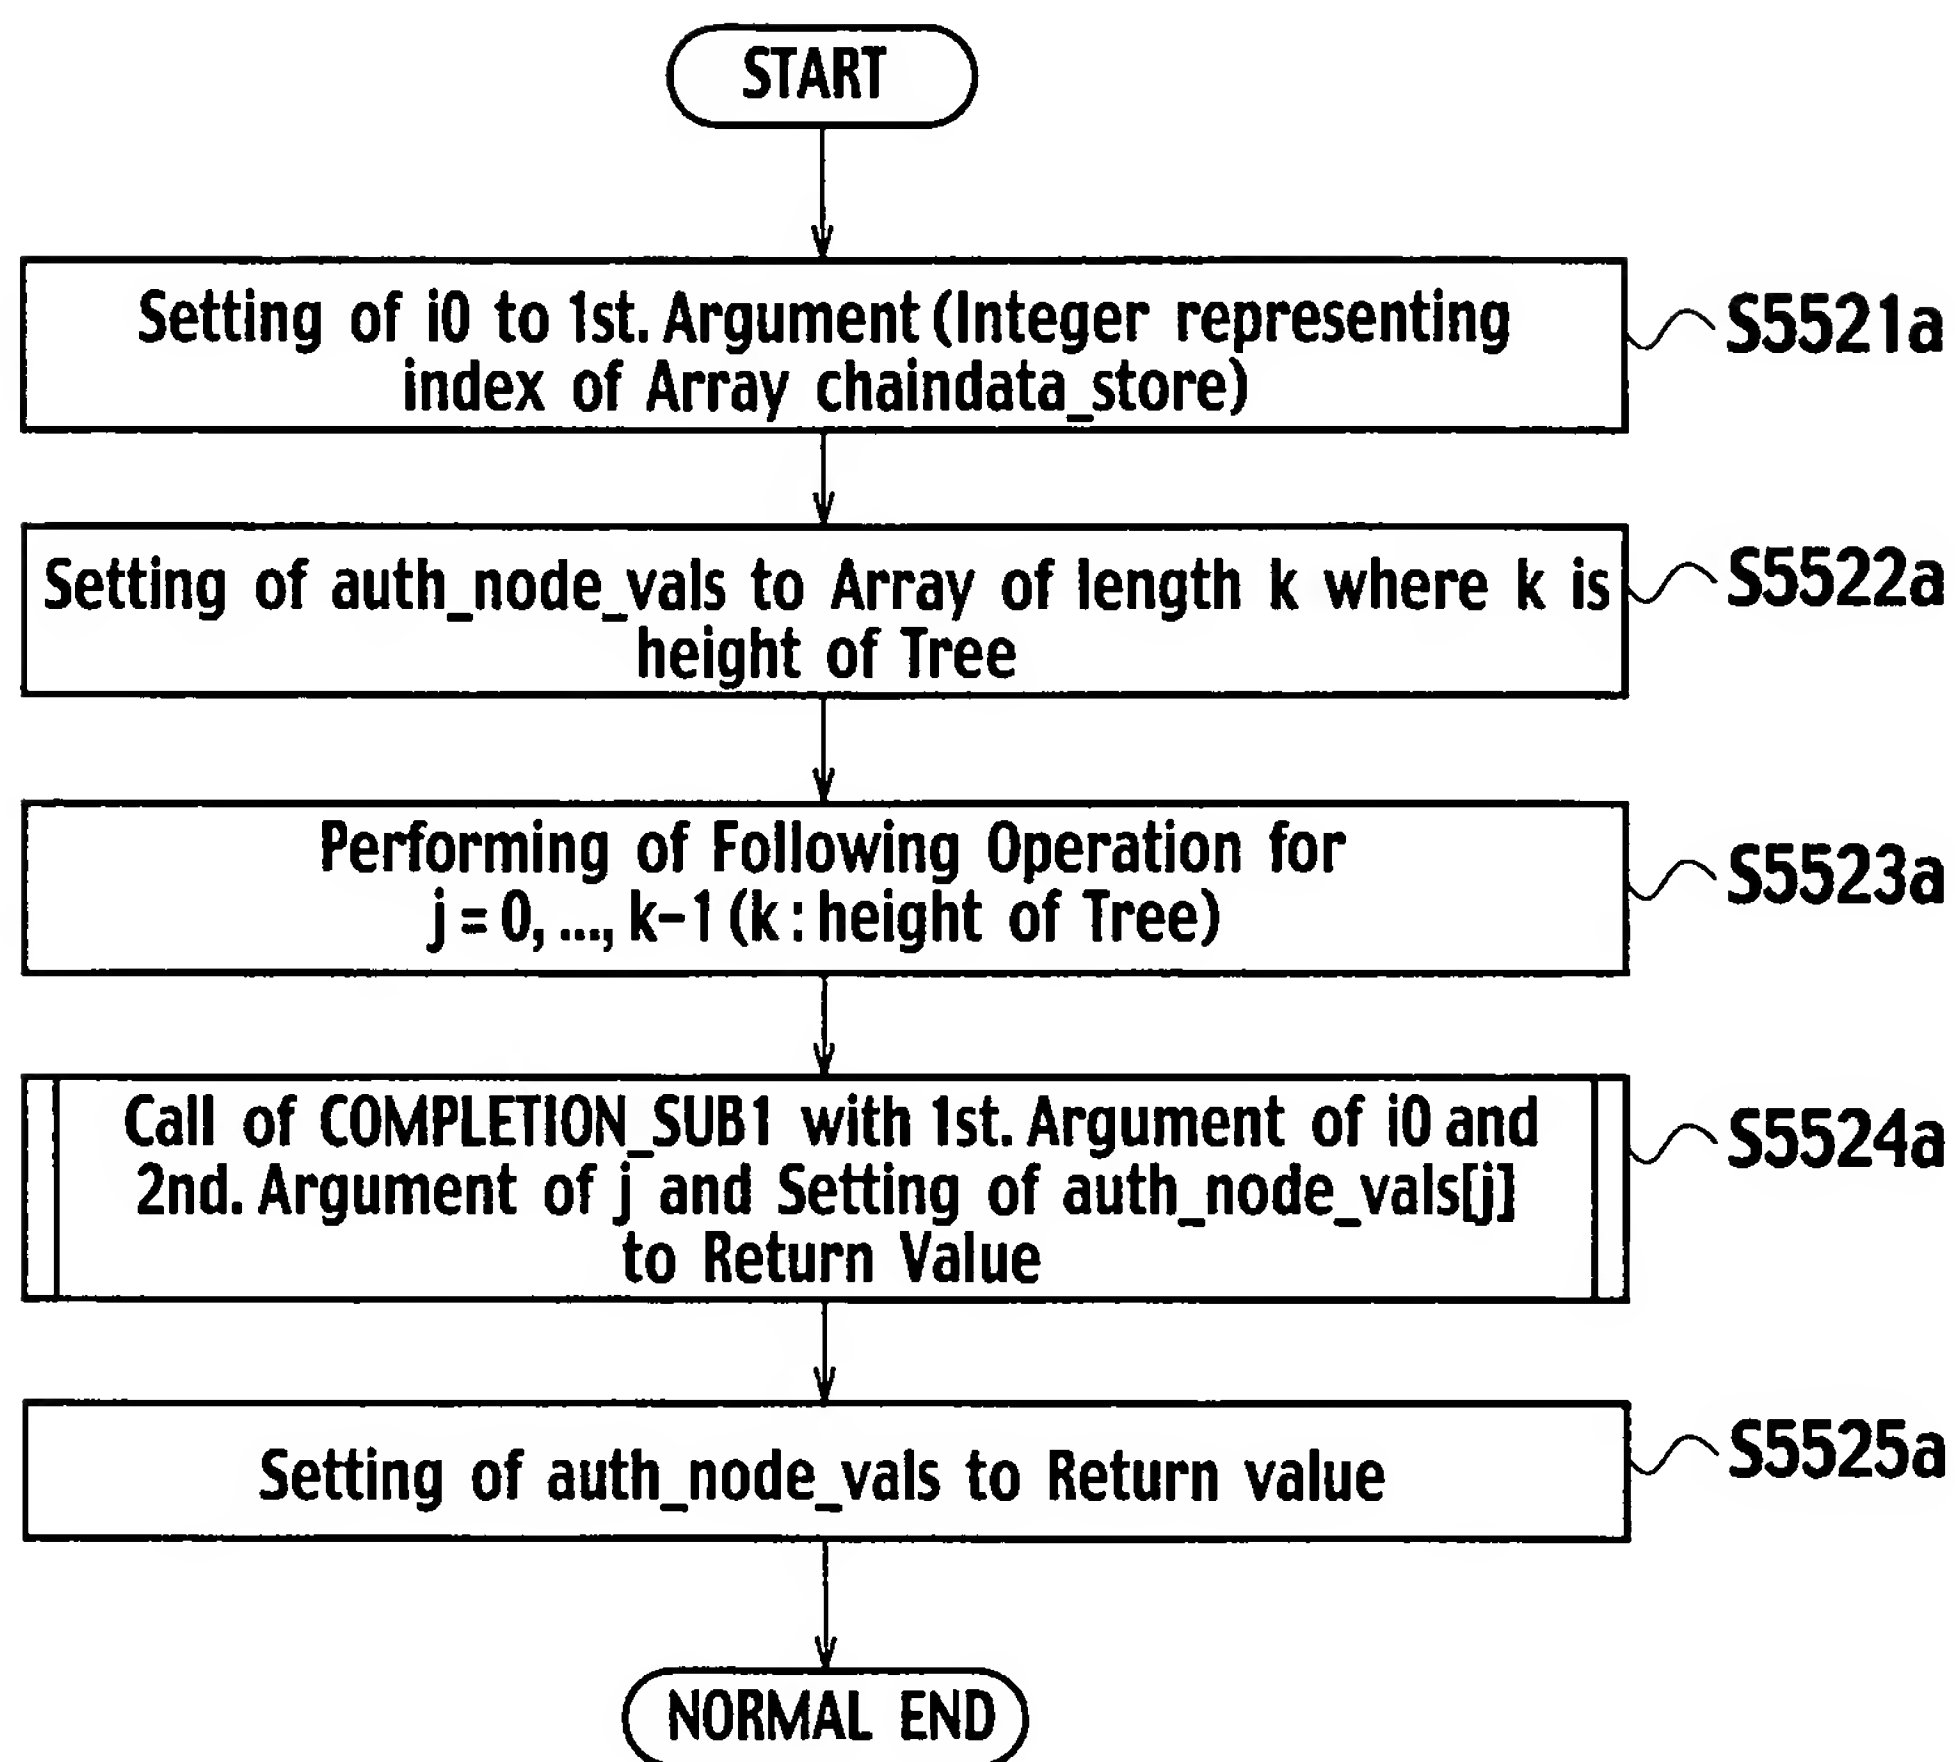 START
Setting of i0 to 1st. Argument (Integer representing
index of Array chaindata_store)
S5521a
Setting of auth_node_vals to Array of length k where k is
height of Tree
S5522a
Performing of Following Operation for
j = 0, ..., k-1 (k : height of Tree)
S5523a
Call of COMPLETION_SUB1 with 1st. Argument of i0 and
2nd. Argument of j and Setting of auth_node_vals[j]
to Return Value
S5524a
Setting of auth_node_vals to Return value
S5525a
NORMAL END